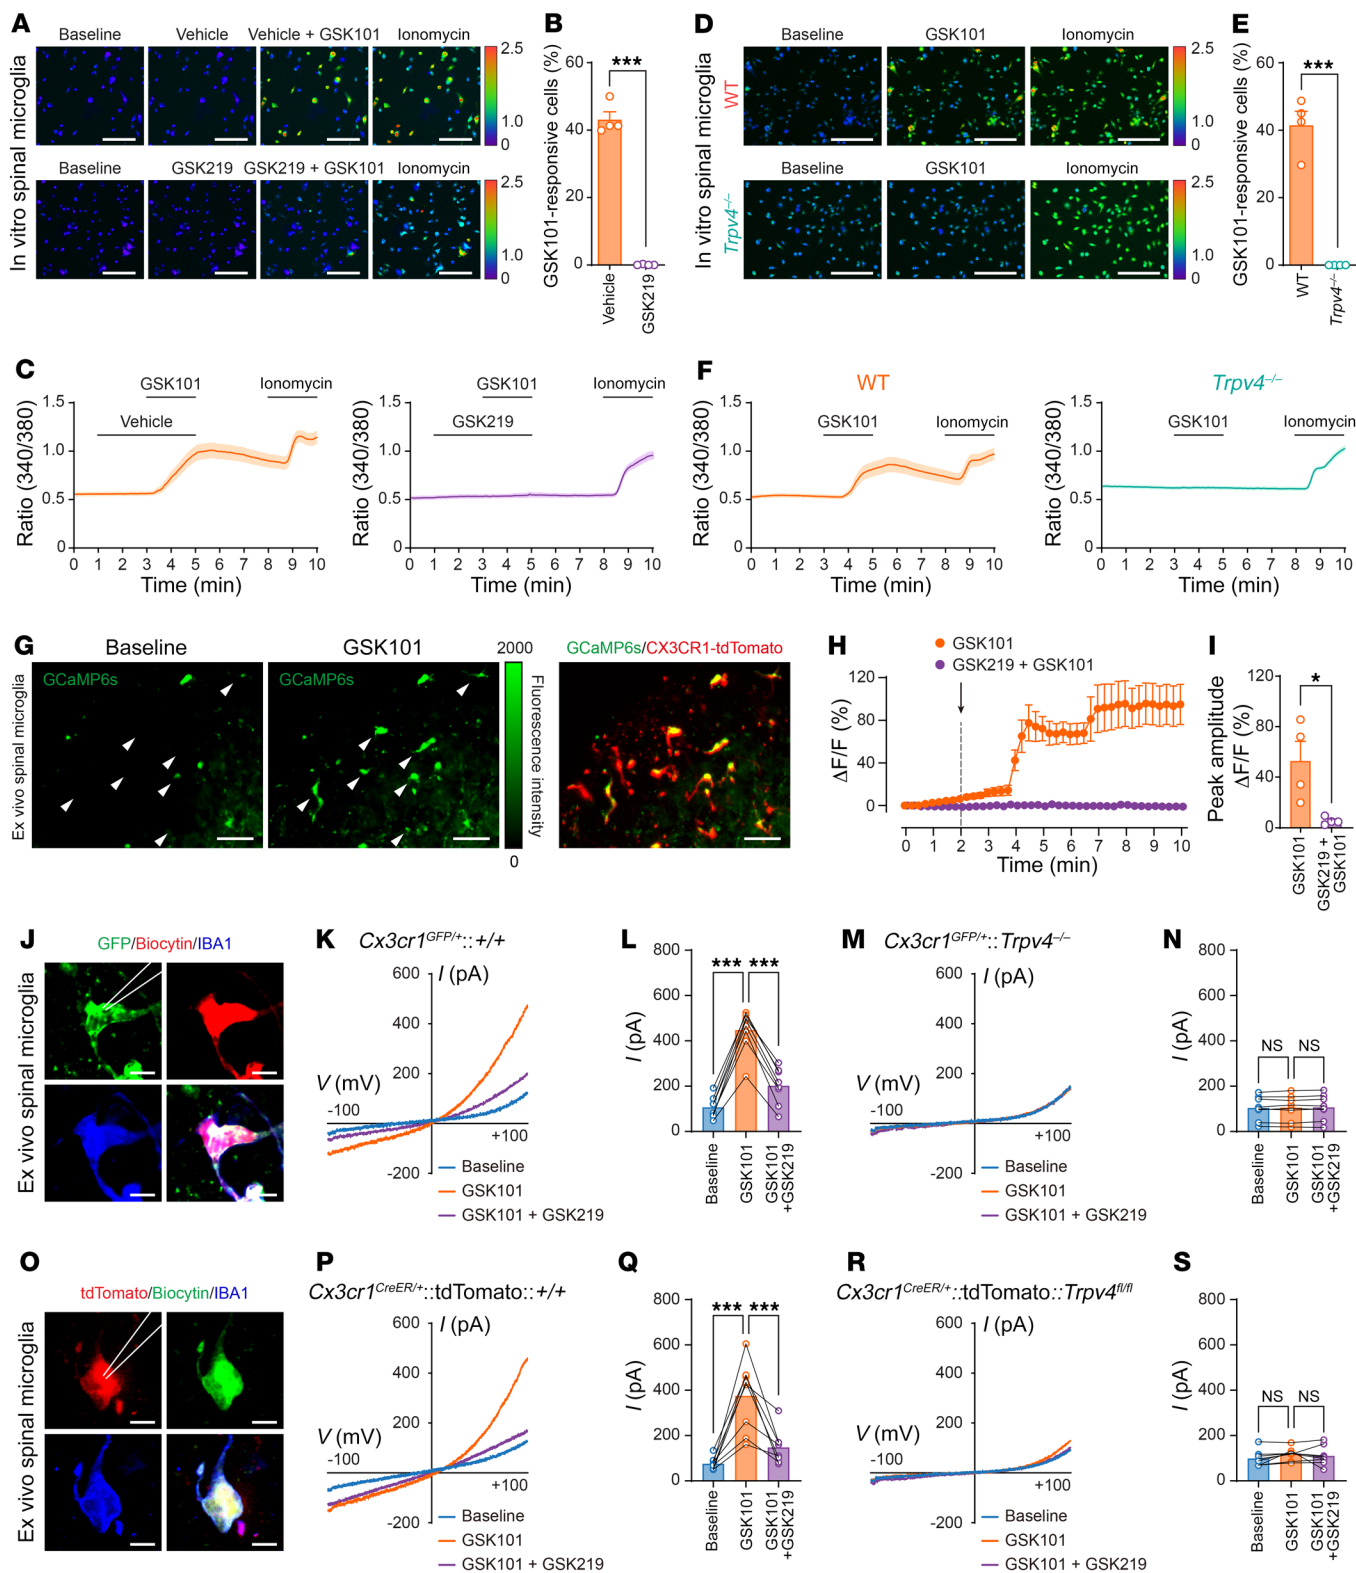 A
Baseline
Vehicle
Vehicle + GSK101
Ionomycin
In vitro spinal microglia
2.5
1.0
0
Baseline
GSK219
GSK219 + GSK101
Ionomycin
2.5
1.0
0
B
GSK101-responsive cells (%)
60
40
20
0
***
Vehicle
GSK219
D
Baseline
GSK101
Ionomycin
In vitro spinal microglia
WT
2.5
1.0
0
Trpv4–/–
Baseline
GSK101
Ionomycin
2.5
1.0
0
E
GSK101-responsive cells (%)
60
40
20
0
***
WT
Trpv4–/–
C
GSK101
Ionomycin
Vehicle
Ratio (340/380)
1.5
1.0
0.5
0
0 1 2 3 4 5 6 7 8 9 10
Time (min)
GSK101
Ionomycin
GSK219
Ratio (340/380)
1.5
1.0
0.5
0
0 1 2 3 4 5 6 7 8 9 10
Time (min)
F
WT
GSK101
Ionomycin
Ratio (340/380)
1.5
1.0
0.5
0
0 1 2 3 4 5 6 7 8 9 10
Time (min)
Trpv4–/–
GSK101
Ionomycin
Ratio (340/380)
1.5
1.0
0.5
0
0 1 2 3 4 5 6 7 8 9 10
Time (min)
G
Baseline
GSK101
Ex vivo spinal microglia
GCaMP6s
GCaMP6s
2000
0
Fluorescence intensity
GCaMP6s/CX3CR1-tdTomato
H
GSK101
GSK219 + GSK101
ΔF/F (%)
120
80
40
0
0 1 2 3 4 5 6 7 8 9 10
Time (min)
I
Peak amplitude
ΔF/F (%)
120
80
40
0
*
GSK101
GSK219 +
GSK101
J
GFP/Biocytin/IBA1
Ex vivo spinal microglia
K
Cx3cr1GFP/+::+/+
I (pA)
600
400
200
-200
V (mV)
-100
+100
Baseline
GSK101
GSK101 + GSK219
L
I (pA)
800
600
400
200
0
*** ***
Baseline
GSK101
GSK101
+GSK219
M
Cx3cr1GFP/+::Trpv4–/–
I (pA)
600
400
200
-200
V (mV)
-100
+100
Baseline
GSK101
GSK101 + GSK219
N
I (pA)
800
600
400
200
0
NS NS
Baseline
GSK101
GSK101
+GSK219
O
tdTomato/Biocytin/IBA1
Ex vivo spinal microglia
P
Cx3cr1CreER/+::tdTomato::+/+
I (pA)
600
400
200
-200
V (mV)
-100
+100
Baseline
GSK101
GSK101 + GSK219
Q
I (pA)
800
600
400
200
0
*** ***
Baseline
GSK101
GSK101
+GSK219
R
Cx3cr1CreER/+::tdTomato::Trpv4fl/fl
I (pA)
600
400
200
-200
V (mV)
-100
+100
Baseline
GSK101
GSK101 + GSK219
S
I (pA)
800
600
400
200
0
NS NS
Baseline
GSK101
GSK101
+GSK219